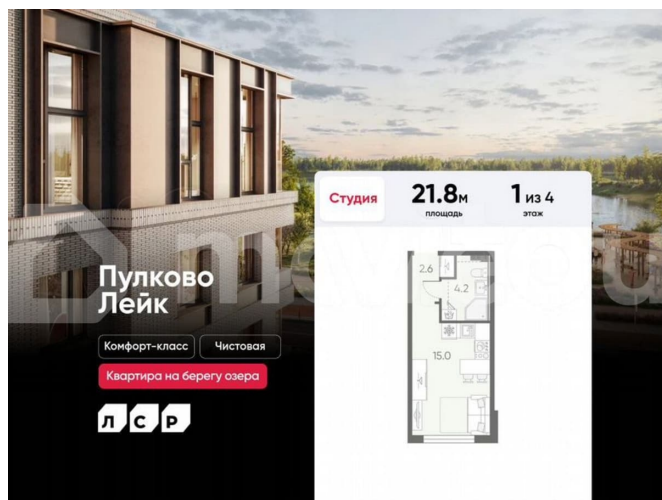 Студия
21.8м
площадь
1 из 4
этаж
2.6
4.2
15.0
Пулково
Лейк
Комфорт-класс
Чистовая
Квартира на берегу озера
ЛСР